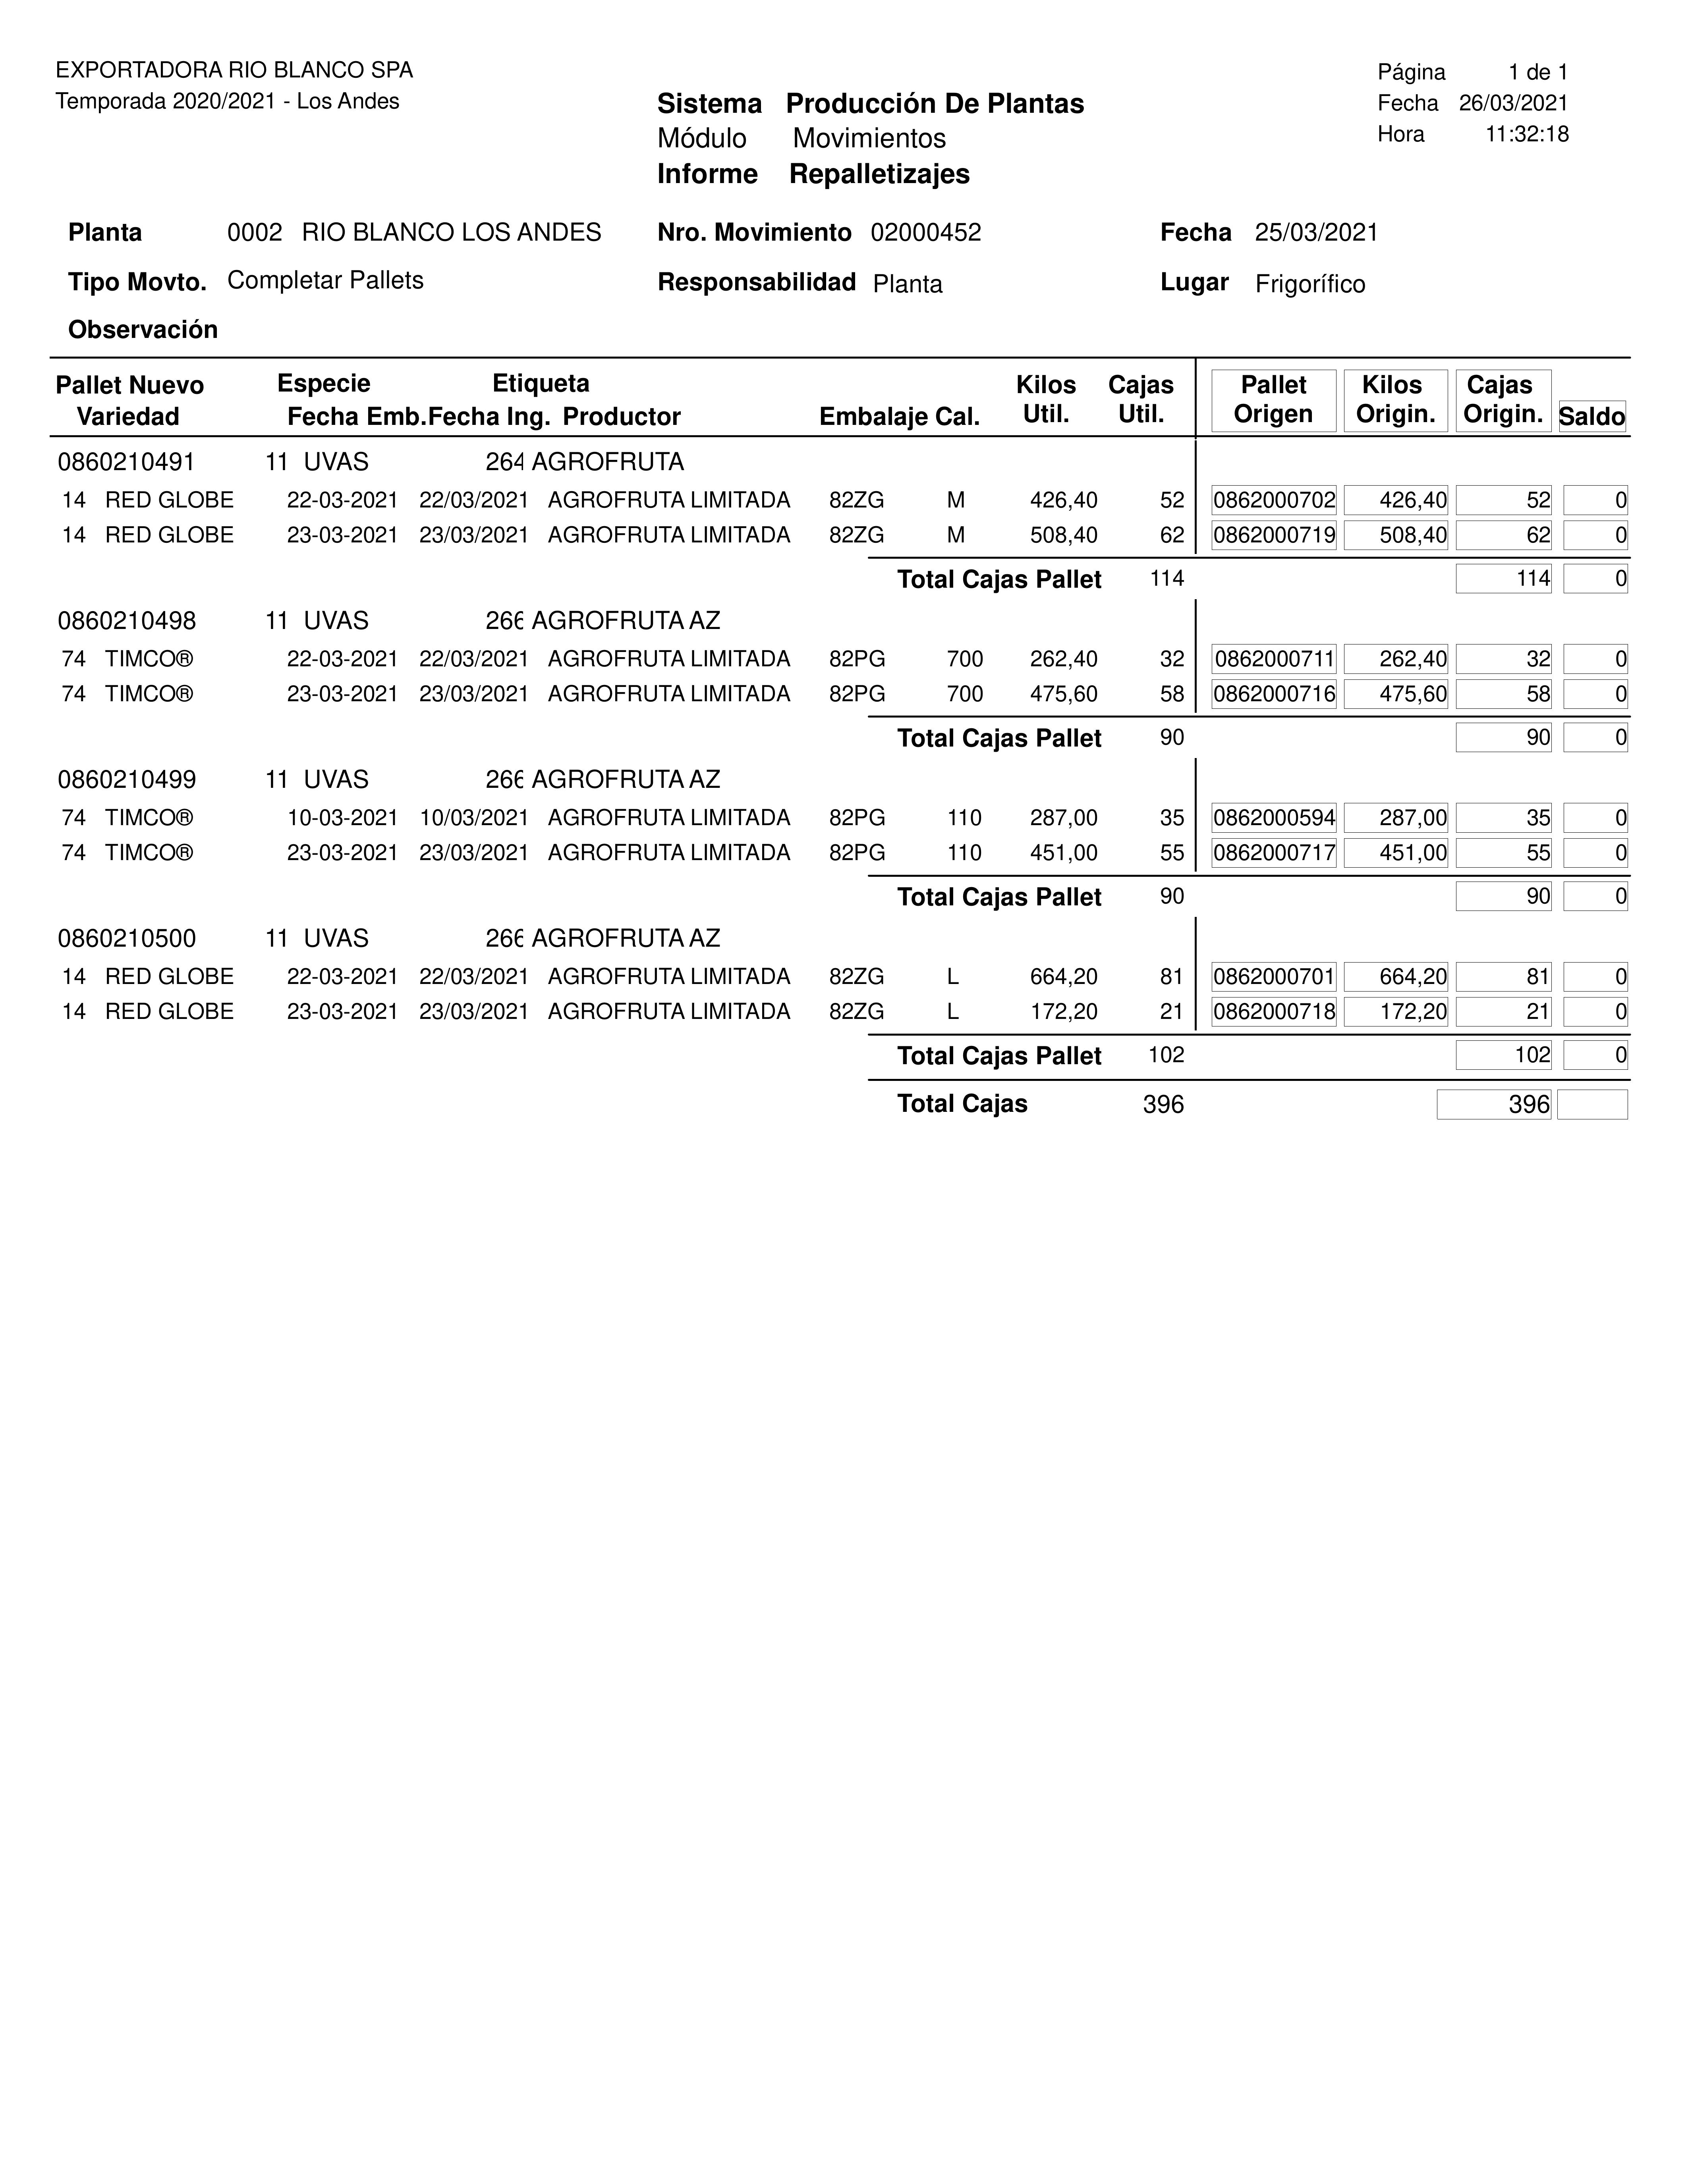 EXPORTADORA RIO BLANCO SPA
Temporada 2020/2021 - Los Andes
Página 1 de 1
Fecha 26/03/2021
Hora 11:32:18
Sistema Producción De Plantas
Módulo Movimientos
Informe Repalletizajes
Planta 0002 RIO BLANCO LOS ANDES Nro. Movimiento 02000452 Fecha 25/03/2021
Tipo Movto. Completar Pallets Responsabilidad Planta Lugar Frigorífico
Observación
Pallet Nuevo Especie Etiqueta Kilos Cajas Pallet Kilos Cajas
Variedad Fecha Emb. Fecha Ing. Productor Embalaje Cal. Util. Util. Origen Origin. Origin. Saldo
0860210491 11 UVAS 264 AGROFRUTA
14 RED GLOBE 22-03-2021 22/03/2021 AGROFRUTA LIMITADA 82ZG M 426,40 52 0862000702 426,40 52 0
14 RED GLOBE 23-03-2021 23/03/2021 AGROFRUTA LIMITADA 82ZG M 508,40 62 0862000719 508,40 62 0
Total Cajas Pallet 114 114 0
0860210498 11 UVAS 266 AGROFRUTA AZ
74 TIMCO® 22-03-2021 22/03/2021 AGROFRUTA LIMITADA 82PG 700 262,40 32 0862000711 262,40 32 0
74 TIMCO® 23-03-2021 23/03/2021 AGROFRUTA LIMITADA 82PG 700 475,60 58 0862000716 475,60 58 0
Total Cajas Pallet 90 90 0
0860210499 11 UVAS 266 AGROFRUTA AZ
74 TIMCO® 10-03-2021 10/03/2021 AGROFRUTA LIMITADA 82PG 110 287,00 35 0862000594 287,00 35 0
74 TIMCO® 23-03-2021 23/03/2021 AGROFRUTA LIMITADA 82PG 110 451,00 55 0862000717 451,00 55 0
Total Cajas Pallet 90 90 0
0860210500 11 UVAS 266 AGROFRUTA AZ
14 RED GLOBE 22-03-2021 22/03/2021 AGROFRUTA LIMITADA 82ZG L 664,20 81 0862000701 664,20 81 0
14 RED GLOBE 23-03-2021 23/03/2021 AGROFRUTA LIMITADA 82ZG L 172,20 21 0862000718 172,20 21 0
Total Cajas Pallet 102 102 0
Total Cajas 396 396